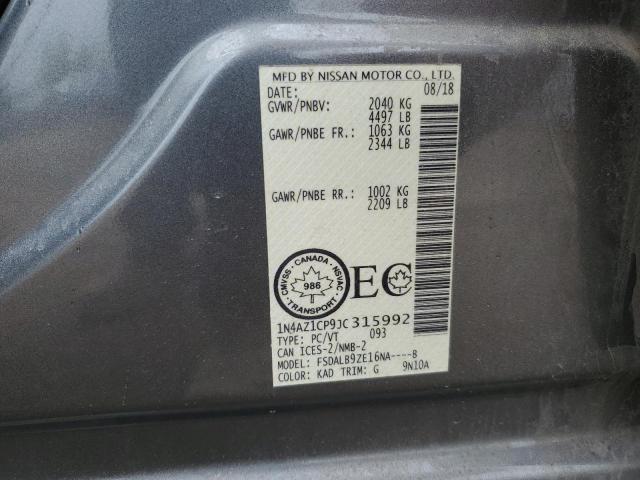 MFD BY NISSAN MOTOR CO., LTD.
DATE: 08/18
GVWR/PNBV: 2040 KG
4497 LB
GAWR/PNBE FR.: 1063 KG
2344 LB
GAWR/PNBE RR.: 1002 KG
2209 LB
CMVSS · CANADA · NSVAC · TRANSPORT ·
986
EC
1N4AZ1CP9JC315992
TYPE: PC/VT 093
CAN ICES-2/NMB-2
MODEL: FSDALB9ZE16NA----B
COLOR: KAD TRIM: G 9N10A